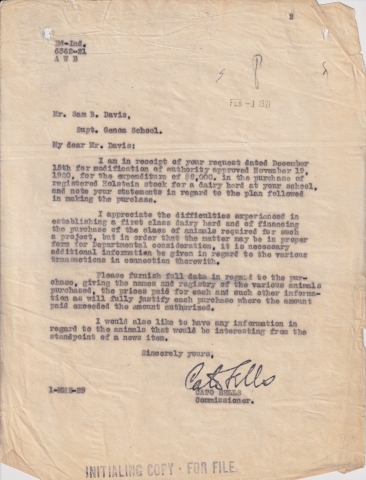 Ed-Ind.
6562-21
A W B
FEB -1 1921
Mr. Sam B. Davis,
Supt. Genoa School.
My dear Mr. Davis:
I am in receipt of your request dated December
15th for modification of authority approved November 19,
1920, for the expenditure of $6,000, in the purchase of
registered Holstein stock for a dairy herd at your school,
and note your statements in regard to the plan followed
in making the purchase.
I appreciate the difficulties experienced in
establishing a first class dairy herd and of financing
the purchase of the class of animals required for such
a project, but in order that the matter may be in proper
form for Departmental consideration, it is necessary
additional information be given in regard to the various
transactions in connection therewith.
Please furnish full data in regard to the pur-
chase, giving the names and registry of the various animals
purchased, the prices paid for each and such other informa-
tion as will fully justify each purchase where the amount
paid exceeded the amount authorized.
I would also like to have any information in
regard to the animals that would be interesting from the
standpoint of a news item.
Sincerely yours,
Cato Sells
CATO SELLS
Commissioner.
INITIALING COPY - FOR FILE